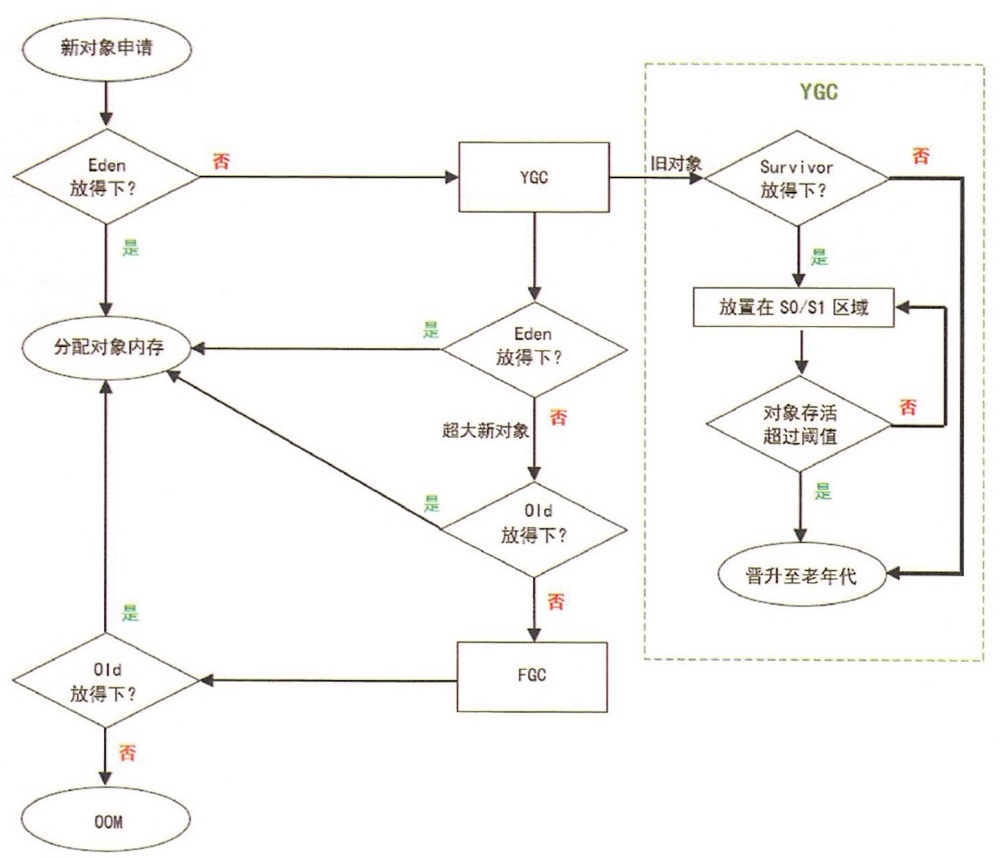 新对象申请
YGC
Eden
放得下?
否
YGC
旧对象
Survivor
放得下?
否
是
是
放置在 S0/S1 区域
分配对象内存
是
Eden
放得下?
否
超大新对象
对象存活
超过阈值
否
是
是
Old
放得下?
否
晋升至老年代
是
Old
放得下?
FGC
否
OOM